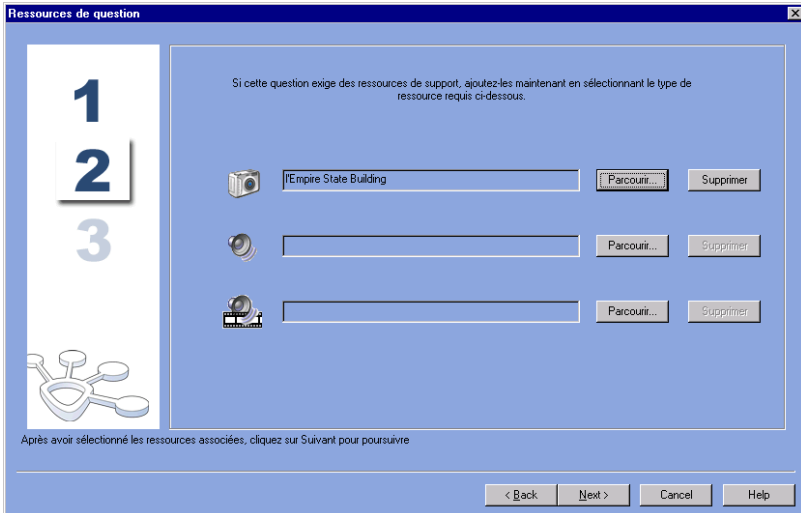 Ressources de question
1
2
3
Si cette question exige des ressources de support, ajoutez-les maintenant en sélectionnant le type de
ressource requis ci-dessous.
l'Empire State Building
Parcourir...
Supprimer
Parcourir...
Supprimer
Parcourir...
Supprimer
Après avoir sélectionné les ressources associées, cliquez sur Suivant pour poursuivre
< Back
Next >
Cancel
Help